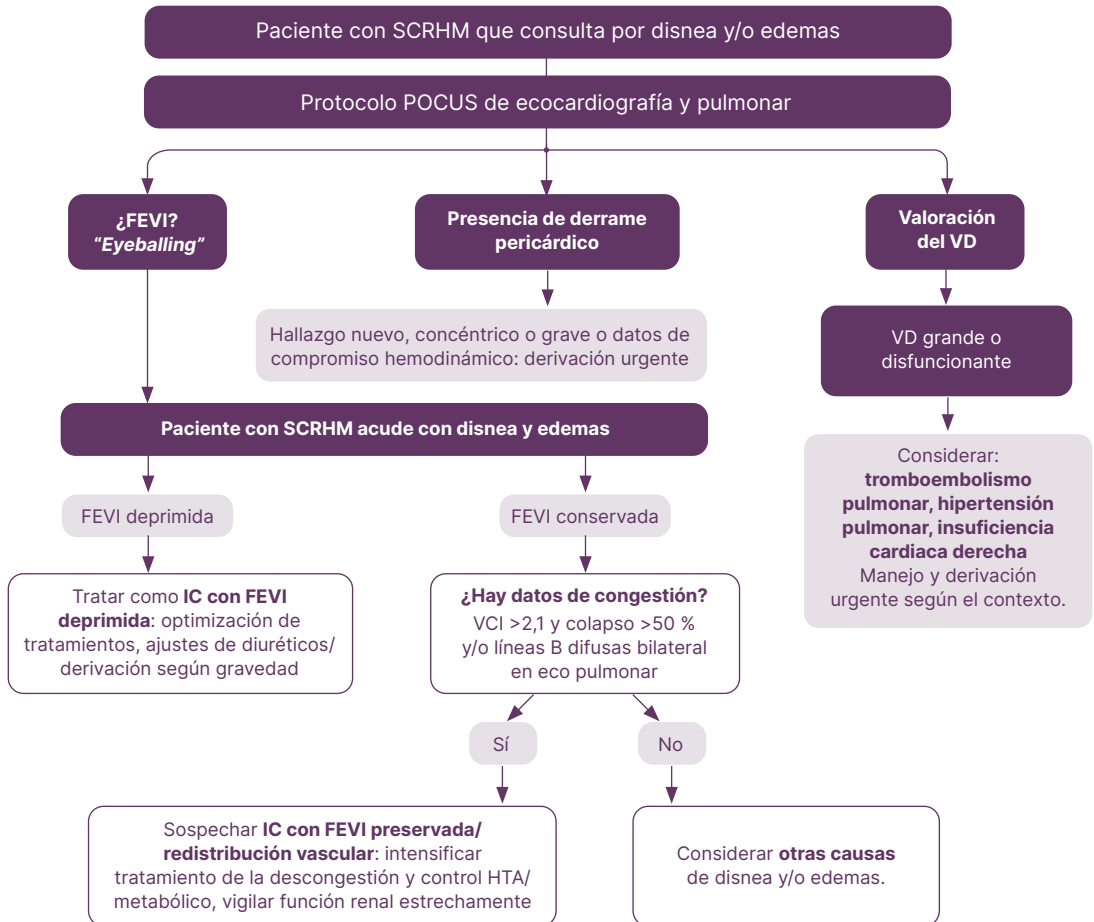 Paciente con SCRHM que consulta por disnea y/o edemas
Protocolo POCUS de ecocardiografía y pulmonar
¿FEVI?
“Eyeballing”
Presencia de derrame
pericárdico
Valoración
del VD
Hallazgo nuevo, concéntrico o grave o datos de
compromiso hemodinámico: derivación urgente
VD grande o
disfuncionante
Paciente con SCRHM acude con disnea y edemas
Considerar:
tromboembolismo
pulmonar, hipertensión
pulmonar, insuficiencia
cardiaca derecha
Manejo y derivación
urgente según el contexto.
FEVI deprimida
FEVI conservada
Tratar como IC con FEVI
deprimida: optimización de
tratamientos, ajustes de diuréticos/
derivación según gravedad
¿Hay datos de congestión?
VCI >2,1 y colapso >50 %
y/o líneas B difusas bilateral
en eco pulmonar
Sí
No
Sospechar IC con FEVI preservada/
redistribución vascular: intensificar
tratamiento de la descongestión y control HTA/
metabólico, vigilar función renal estrechamente
Considerar otras causas
de disnea y/o edemas.